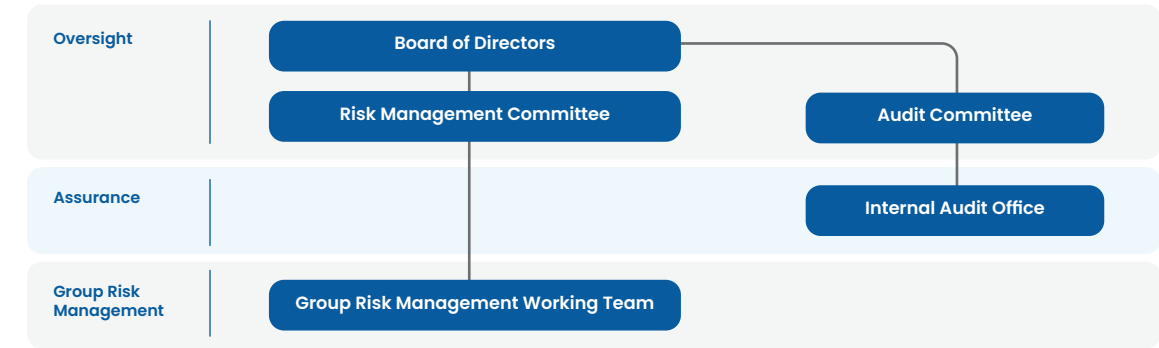 Oversight
Board of Directors
Risk Management Committee
Audit Committee
Assurance
Internal Audit Office
Group Risk
Management
Group Risk Management Working Team